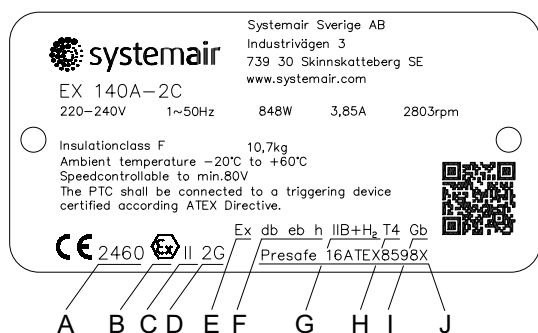 systemair
Systemair Sverige AB
Industrivägen 3
739 30 Skinnskatteberg SE
www.systemair.com
EX 140A-2C
220-240V 1~50Hz 848W 3,85A 2803rpm
Insulationclass F 10,7kg
Ambient temperature -20°C to +60°C
Speedcontrollable to min.80V
The PTC shall be connected to a triggering device
certified according ATEX Directive.
Ex db eb h IIB+H₂ T4 Gb
CE 2460 Ex II 2G Presafe 16ATEX8598X
A B C D E F G H I J